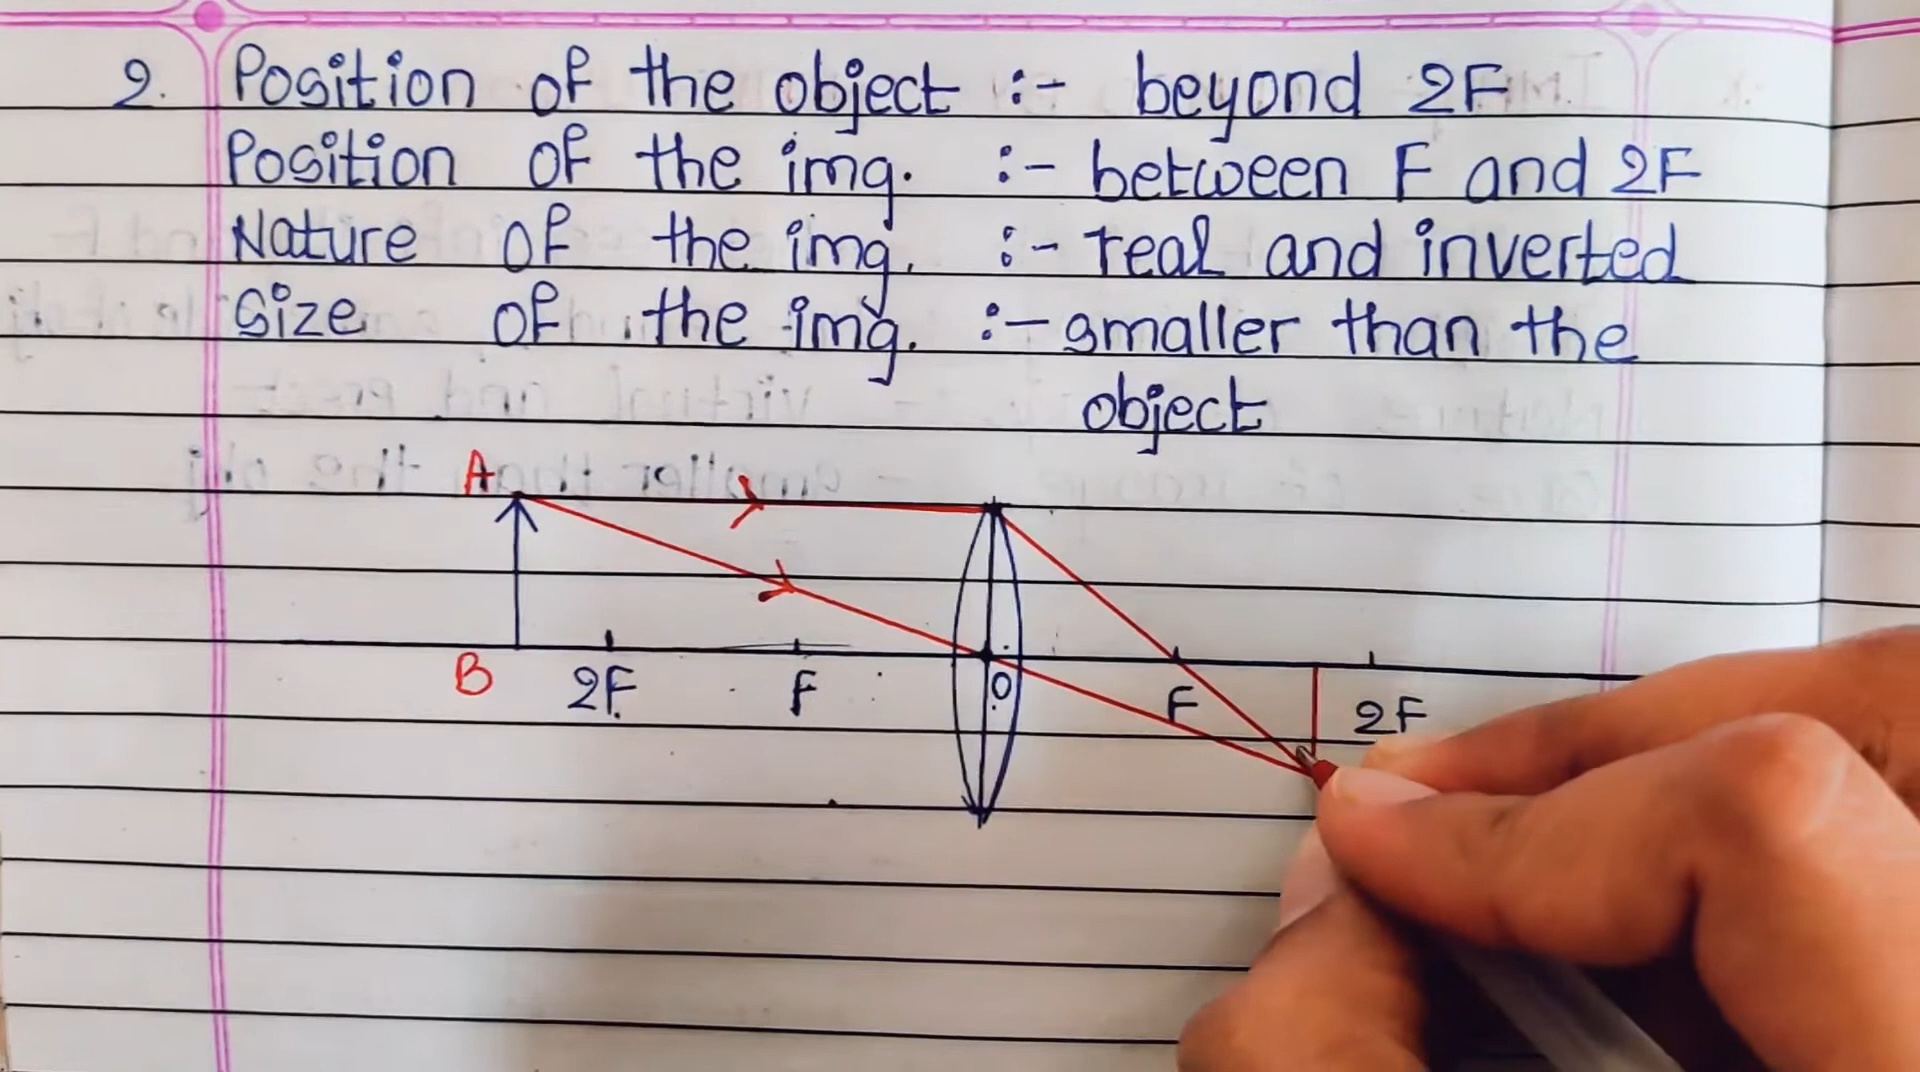 2. Position of the object :- beyond 2F
Position of the img. :- between F and 2F
Nature of the img. :- real and inverted
Size of the img. :- smaller than the
object
A
B 2F F O F 2F